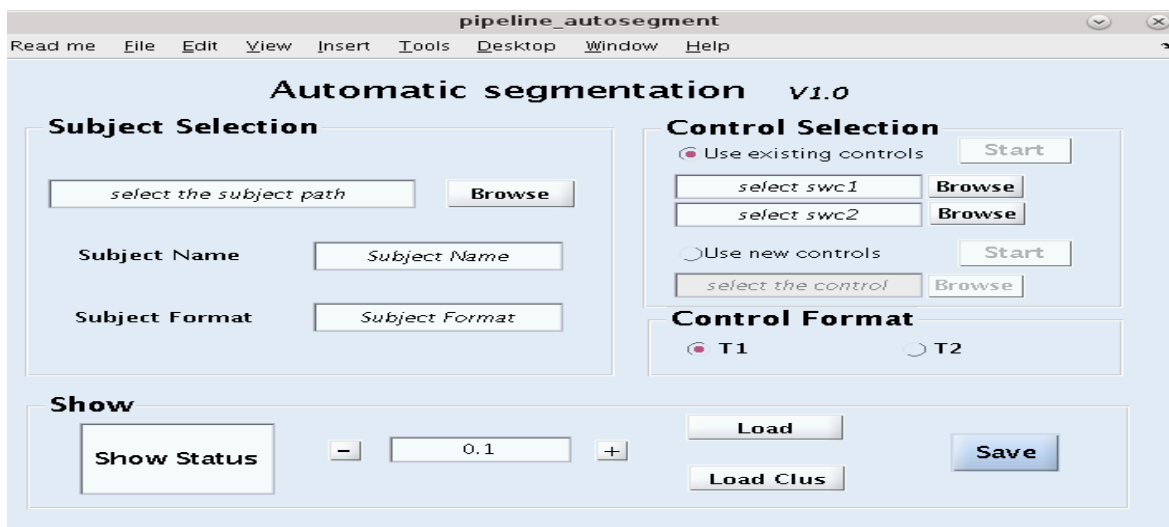 pipeline_autosegment
Read me File Edit View Insert Tools Desktop Window Help
Automatic segmentation V1.0
Subject Selection
select the subject path Browse
Subject Name Subject Name
Subject Format Subject Format
Control Selection
Use existing controls Start
select swc1 Browse
select swc2 Browse
Use new controls Start
select the control Browse
Control Format
T1 T2
Show
Show Status - 0.1 + Load
Load Clus
Save